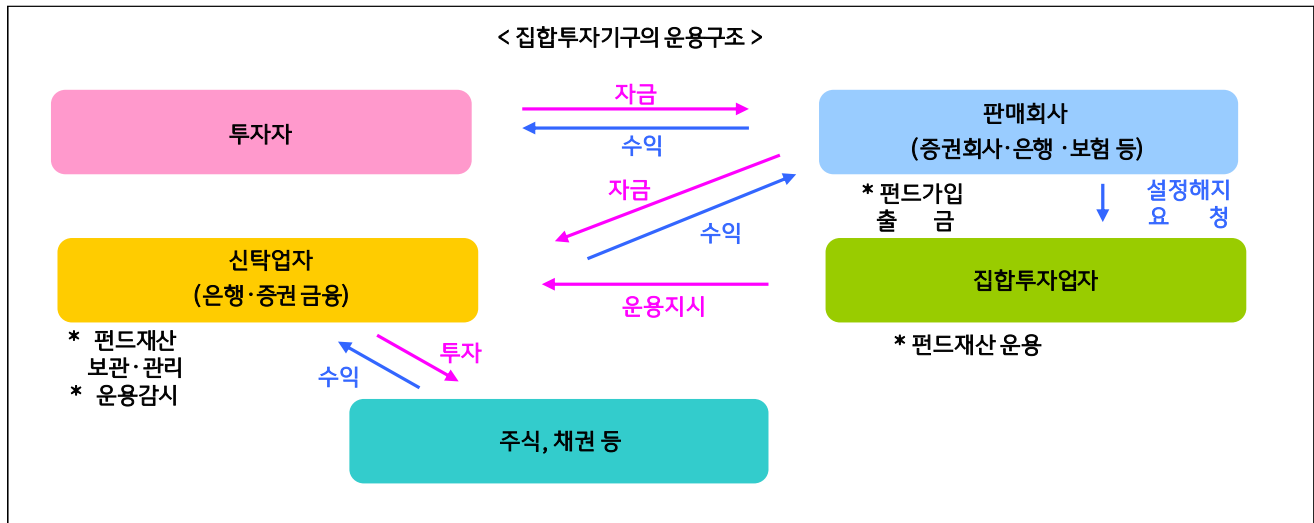 < 집합투자기구의 운용구조 >
투자자
자금
수익
판매회사
(증권회사·은행 ·보험 등)
자금
수익
* 펀드가입
출 금
설정해지
요 청
신탁업자
(은행·증권 금융)
운용지시
집합투자업자
* 펀드재산
보관·관리
* 운용감시
수익
투자
* 펀드재산 운용
주식, 채권 등